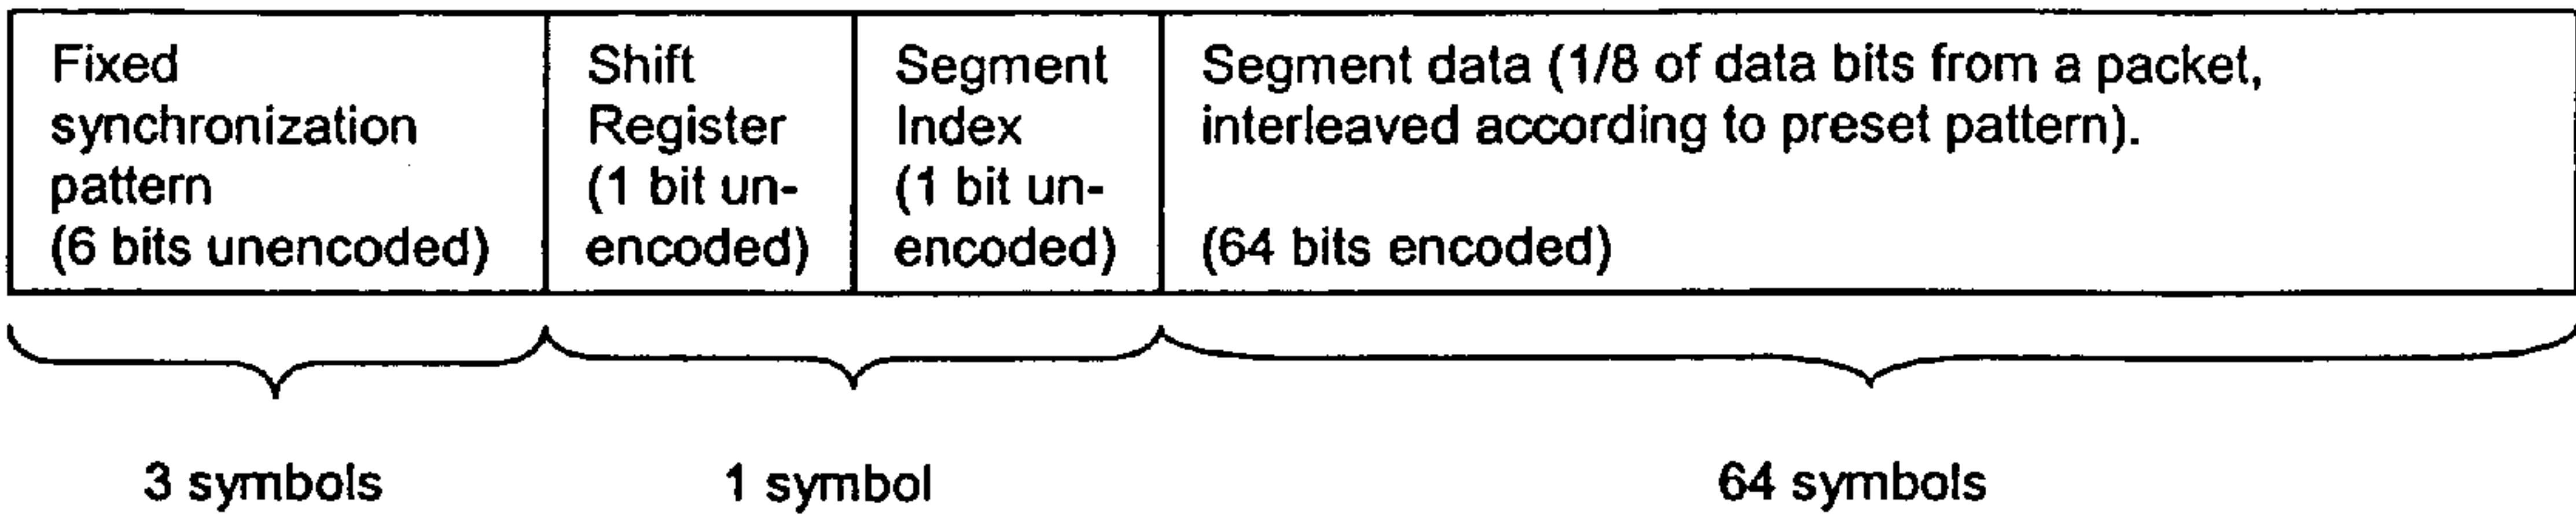 Fixed
synchronization
pattern
(6 bits unencoded)
Shift
Register
(1 bit un-
encoded)
Segment
Index
(1 bit un-
encoded)
Segment data (1/8 of data bits from a packet,
interleaved according to preset pattern).
(64 bits encoded)
3 symbols
1 symbol
64 symbols